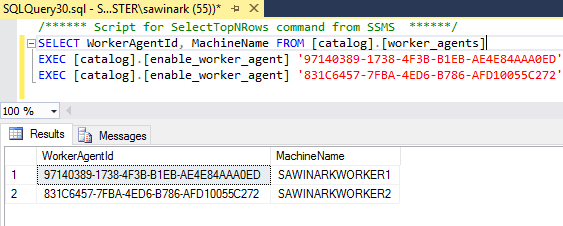 SQLQuery30.sql - S...STER\sawinark (55))*
/****** Script for SelectTopNRows command from SSMS ******/
SELECT WorkerAgentId, MachineName FROM [catalog].[worker_agents]
EXEC [catalog].[enable_worker_agent] '97140389-1738-4F3B-B1EB-AE4E84AAA0ED'
EXEC [catalog].[enable_worker_agent] '831C6457-7FBA-4ED6-B786-AFD10055C272'
100 %
Results Messages
WorkerAgentId MachineName
1 97140389-1738-4F3B-B1EB-AE4E84AAA0ED SAWINARKWORKER1
2 831C6457-7FBA-4ED6-B786-AFD10055C272 SAWINARKWORKER2